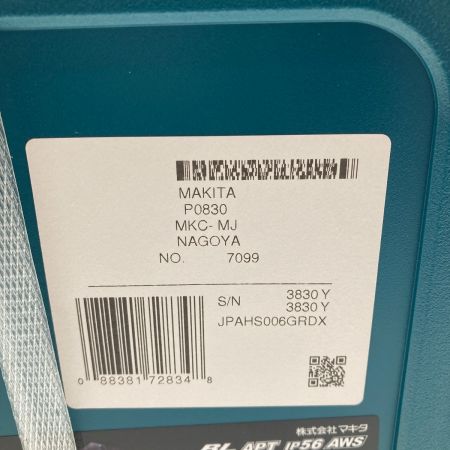 MAKITA
P0830
MKC- MJ
NAGOYA
NO. 7099
S/N 3830 Y
3830 Y
JPAHS006GRDX
0 88381 72834 8
株式会社 マキタ
BL APT IP56 AWS